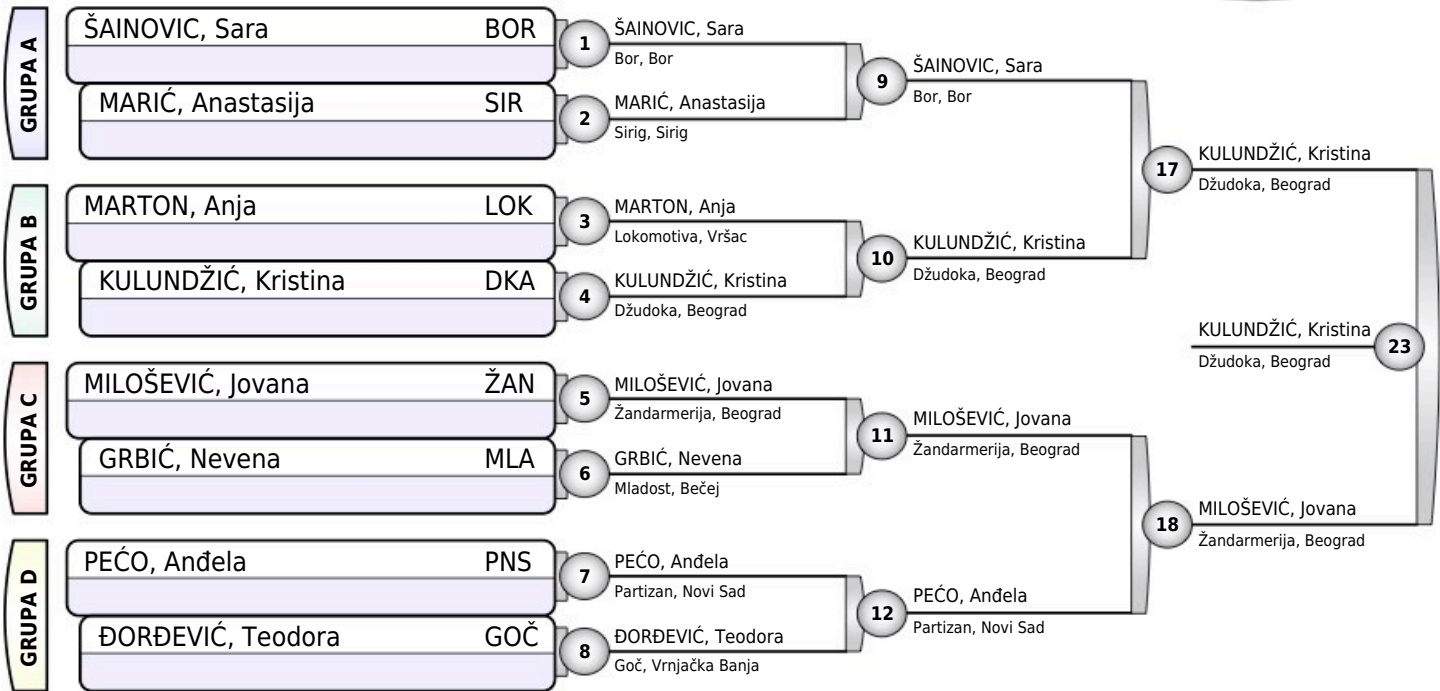 GRUPA A
ŠAINOVIC, Sara BOR
MARIĆ, Anastasija SIR
1
ŠAINOVIC, Sara
Bor, Bor
2
MARIĆ, Anastasija
Sirig, Sirig
9
ŠAINOVIC, Sara
Bor, Bor
GRUPA B
MARTON, Anja LOK
KULUNDŽIĆ, Kristina DKA
3
MARTON, Anja
Lokomotiva, Vršac
4
KULUNDŽIĆ, Kristina
Džudoka, Beograd
10
KULUNDŽIĆ, Kristina
Džudoka, Beograd
17
KULUNDŽIĆ, Kristina
Džudoka, Beograd
KULUNDŽIĆ, Kristina
Džudoka, Beograd
23
GRUPA C
MILOŠEVIĆ, Jovana ŽAN
GRBIĆ, Nevena MLA
5
MILOŠEVIĆ, Jovana
Žandarmerija, Beograd
6
GRBIĆ, Nevena
Mladost, Bečej
11
MILOŠEVIĆ, Jovana
Žandarmerija, Beograd
GRUPA D
PEĆO, Anđela PNS
ĐORĐEVIĆ, Teodora GOČ
7
PEĆO, Anđela
Partizan, Novi Sad
8
ĐORĐEVIĆ, Teodora
Goč, Vrnjačka Banja
12
PEĆO, Anđela
Partizan, Novi Sad
18
MILOŠEVIĆ, Jovana
Žandarmerija, Beograd